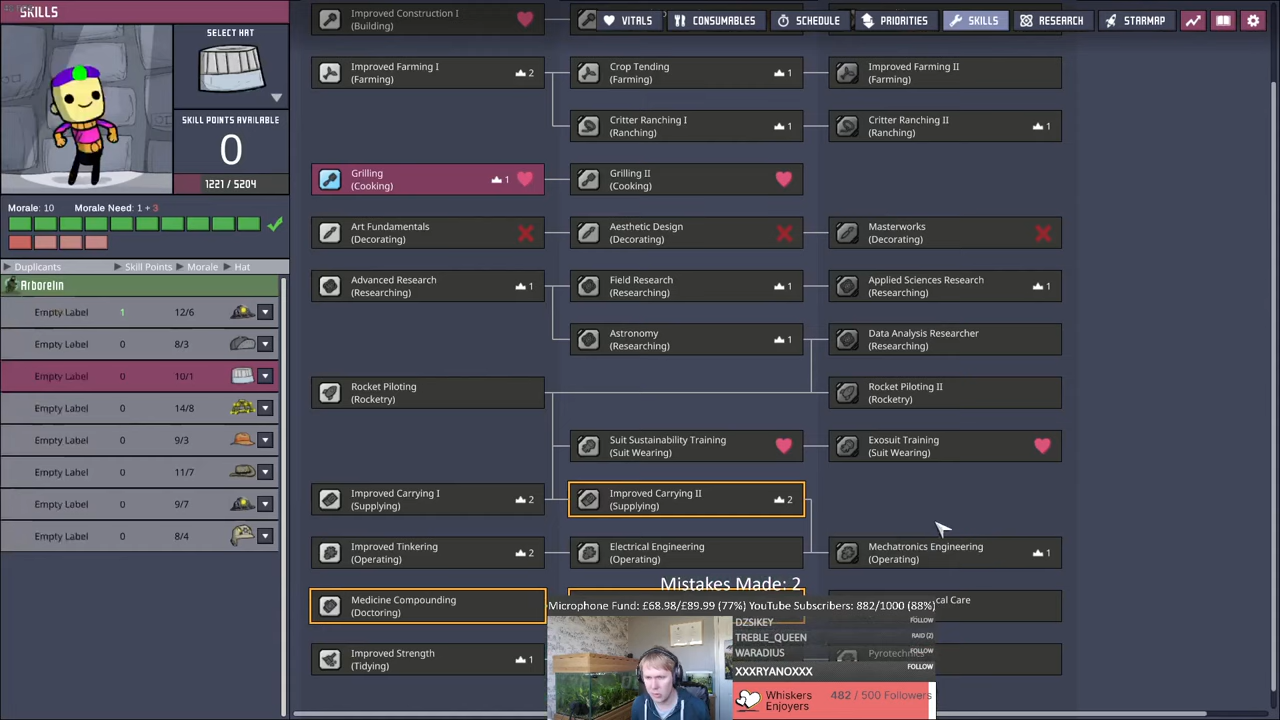 SKILLS
SELECT HAT
SKILL POINTS AVAILABLE
0
1221 / 5204
Morale: 10
Morale Need: 1 + 3
Duplicants
Skill Points
Morale
Hat
Arborelin
Empty Label 1 12/6
Empty Label 0 8/3
Empty Label 0 10/1
Empty Label 0 14/8
Empty Label 0 9/3
Empty Label 0 11/7
Empty Label 0 9/7
Empty Label 0 8/4
VITALS
CONSUMABLES
SCHEDULE
PRIORITIES
SKILLS
RESEARCH
STARMAP
Improved Construction I
(Building)
Improved Farming I
(Farming)
2
Crop Tending
(Farming)
1
Improved Farming II
(Farming)
Critter Ranching I
(Ranching)
1
Critter Ranching II
(Ranching)
1
Grilling
(Cooking)
1
Grilling II
(Cooking)
Art Fundamentals
(Decorating)
Aesthetic Design
(Decorating)
Masterworks
(Decorating)
Advanced Research
(Researching)
1
Field Research
(Researching)
1
Applied Sciences Research
(Researching)
1
Astronomy
(Researching)
1
Data Analysis Researcher
(Researching)
Rocket Piloting
(Rocketry)
Rocket Piloting II
(Rocketry)
Suit Sustainability Training
(Suit Wearing)
Exosuit Training
(Suit Wearing)
Improved Carrying I
(Supplying)
2
Improved Carrying II
(Supplying)
2
Improved Tinkering
(Operating)
2
Electrical Engineering
(Operating)
Mechatronics Engineering
(Operating)
1
Mistakes Made: 2
Medicine Compounding
(Doctoring)
cal Care
Microphone Fund: £68.98/£89.99 (77%) YouTube Subscribers: 882/1000 (88%)
Improved Strength
(Tidying)
1
Pyrotechnics
DZSIKEY FOLLOW
TREBLE_QUEEN RAID (2)
WARADIUS FOLLOW
XXXRYANOXXX FOLLOW
Whiskers
Enjoyers
482 / 500 Followers